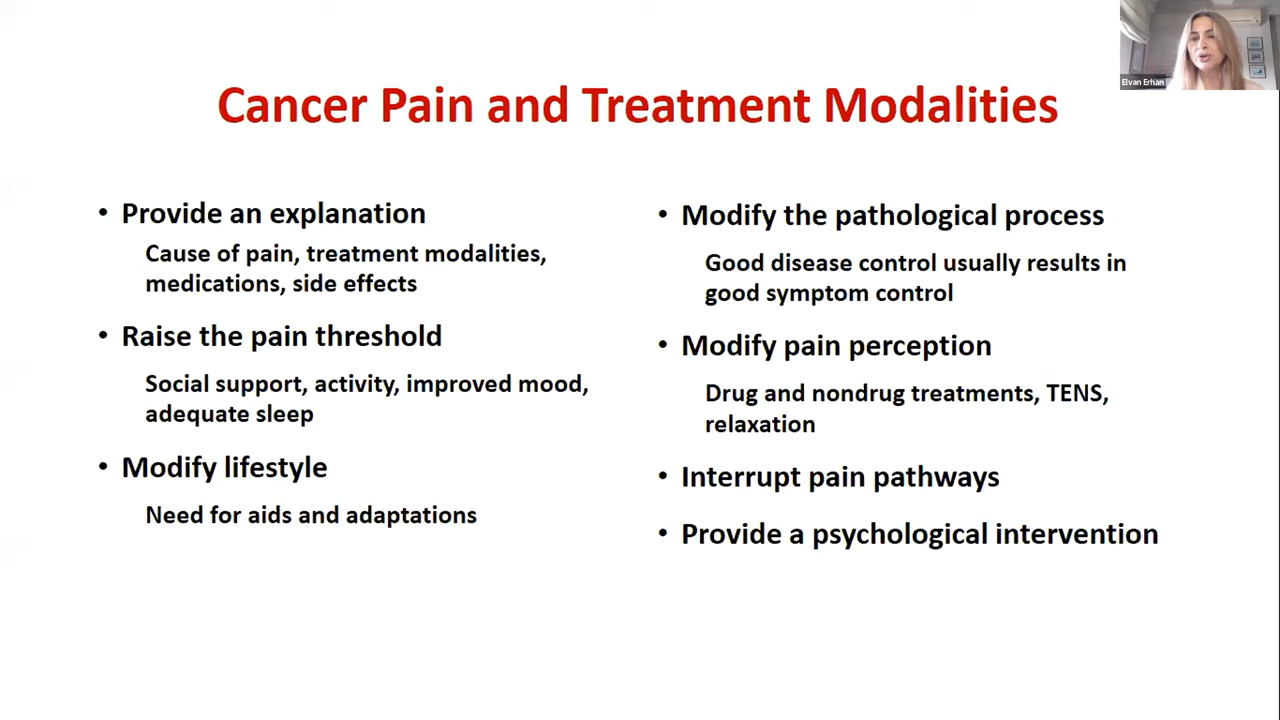 Elvan Erhan
Cancer Pain and Treatment Modalities
• Provide an explanation
Cause of pain, treatment modalities,
medications, side effects
• Raise the pain threshold
Social support, activity, improved mood,
adequate sleep
• Modify lifestyle
Need for aids and adaptations
• Modify the pathological process
Good disease control usually results in
good symptom control
• Modify pain perception
Drug and nondrug treatments, TENS,
relaxation
• Interrupt pain pathways
• Provide a psychological intervention